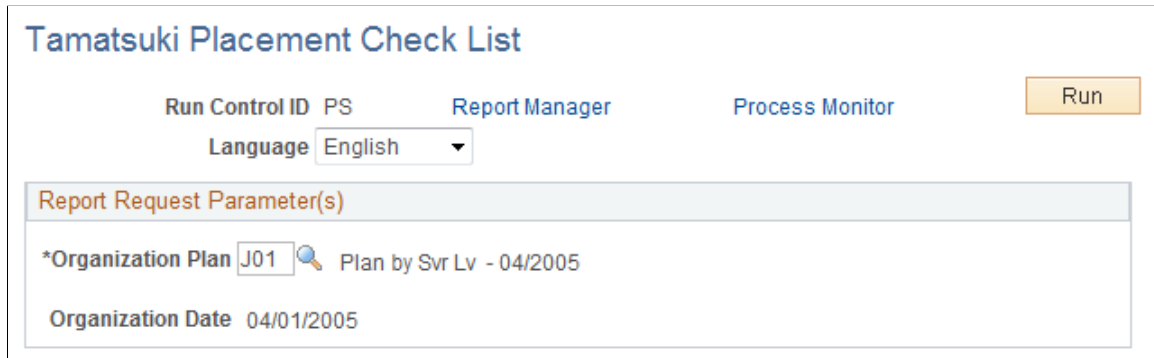 Tamatsuki Placement Check List
Run Control ID PS Report Manager Process Monitor Run
Language English
Report Request Parameter(s)
*Organization Plan J01 Plan by Svr Lv - 04/2005
Organization Date 04/01/2005